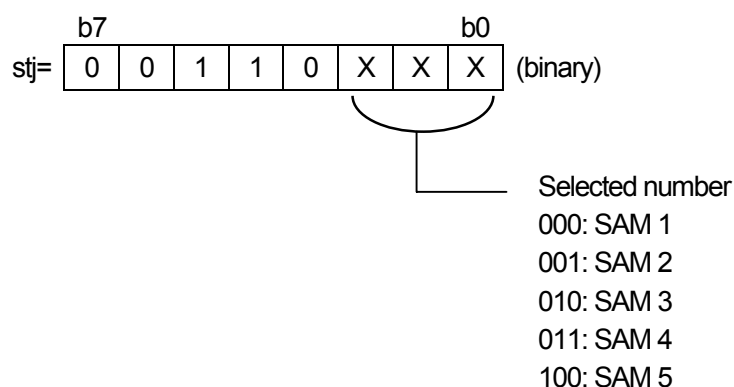 b7 b0
stj= 0 0 1 1 0 X X X (binary)
Selected number
000: SAM 1
001: SAM 2
010: SAM 3
011: SAM 4
100: SAM 5